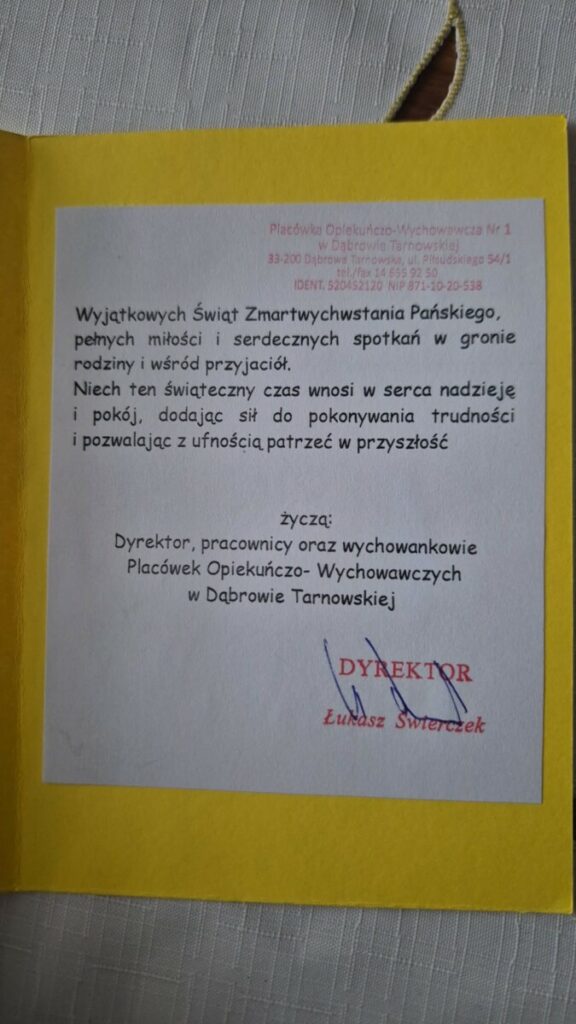 Placówka Opiekuńczo-Wychowawcza Nr 1
w Dąbrowie Tarnowskiej
33-200 Dąbrowa Tarnowska, ul. Piłsudskiego 54/1
tel./fax 14 695 92 50
IDENT. 520452120 NIP 871-10-20-538
Wyjątkowych Świąt Zmartwychwstania Pańskiego,
pełnych miłości i serdecznych spotkań w gronie
rodziny i wśród przyjaciół.
Niech ten świąteczny czas wnosi w serca nadzieję
i pokój, dodając sił do pokonywania trudności
i pozwalając z ufnością patrzeć w przyszłość
życzą:
Dyrektor, pracownicy oraz wychowankowie
Placówek Opiekuńczo- Wychowawczych
w Dąbrowie Tarnowskiej
DYREKTOR
Łukasz Świerczek